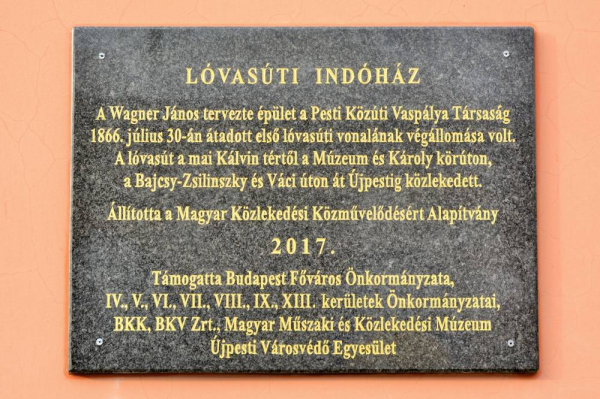 LÓVASÚTI INDÓHÁZ
A Wagner János tervezte épület a Pesti Közúti Vaspálya Társaság
1866. július 30-án átadott első lóvasúti vonalának végállomása volt.
A lóvasút a mai Kálvin tértől a Múzeum és Károly körúton,
a Bajcsy-Zsilinszky és Váci úton át Újpestig közlekedett.
Állította a Magyar Közlekedési Közművelődésért Alapítvány
2017.
Támogatta Budapest Főváros Önkormányzata,
IV., V., VI., VII., VIII., IX., XIII. kerületek Önkormányzatai,
BKK, BKV Zrt., Magyar Műszaki és Közlekedési Múzeum
Újpesti Városvédő Egyesület